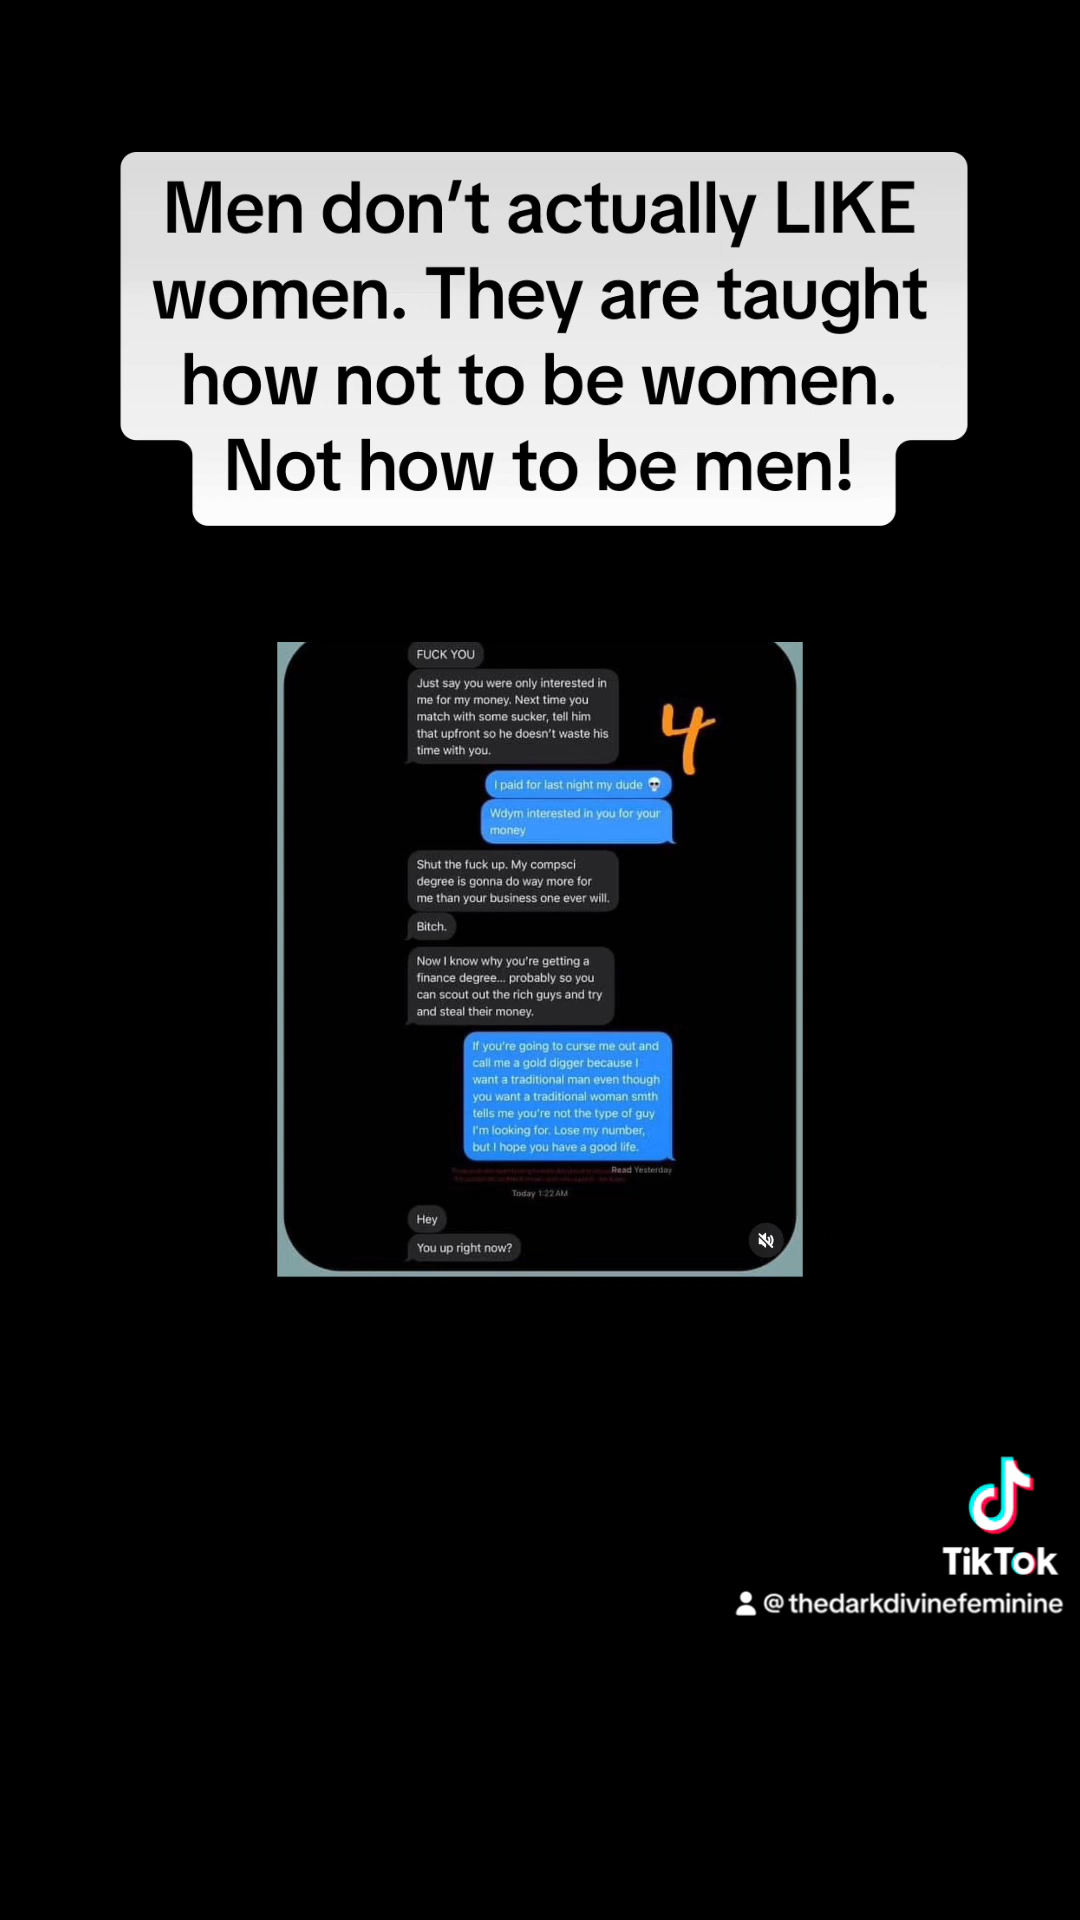 Men don't actually LIKE
women. They are taught
how not to be women.
Not how to be men!
FUCK YOU
Just say you were only interested in
me for my money. Next time you
match with some sucker, tell him
that upfront so he doesn't waste his
time with you.
4
I paid for last night my dude 💀
Wdym interested in you for your
money
Shut the fuck up. My compsci
degree is gonna do way more for
me than your business one ever will.
Bitch.
Now I know why you're getting a
finance degree... probably so you
can scout out the rich guys and try
and steal their money.
If you're going to curse me out and
call me a gold digger because I
want a traditional man even though
you want a traditional woman smth
tells me you're not the type of guy
I'm looking for. Lose my number,
but I hope you have a good life.
Read Yesterday
Today 1:22 AM
Hey
You up right now?
TikTok
@thedarkdivinefeminine